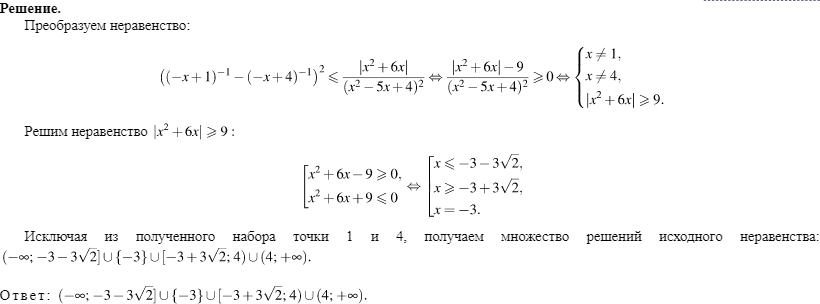 Решение.
Преобразуем неравенство:
((−x+1)⁻¹−(−x+4)⁻¹)² ⩽ |x²+6x|/(x²−5x+4)² ⇔ (|x²+6x|−9)/(x²−5x+4)² ⩾ 0 ⇔ { x ≠ 1, x ≠ 4, |x²+6x| ⩾ 9.
Решим неравенство |x²+6x| ⩾ 9 :
[ x²+6x−9 ⩾ 0, x²+6x+9 ⩽ 0 ⇔ [ x ⩽ −3−3√2, x ⩾ −3+3√2, x = −3.
Исключая из полученного набора точки 1 и 4, получаем множество решений исходного неравенства:
(−∞; −3−3√2] ∪ {−3} ∪ [−3+3√2; 4) ∪ (4; +∞).
Ответ: (−∞; −3−3√2] ∪ {−3} ∪ [−3+3√2; 4) ∪ (4; +∞).